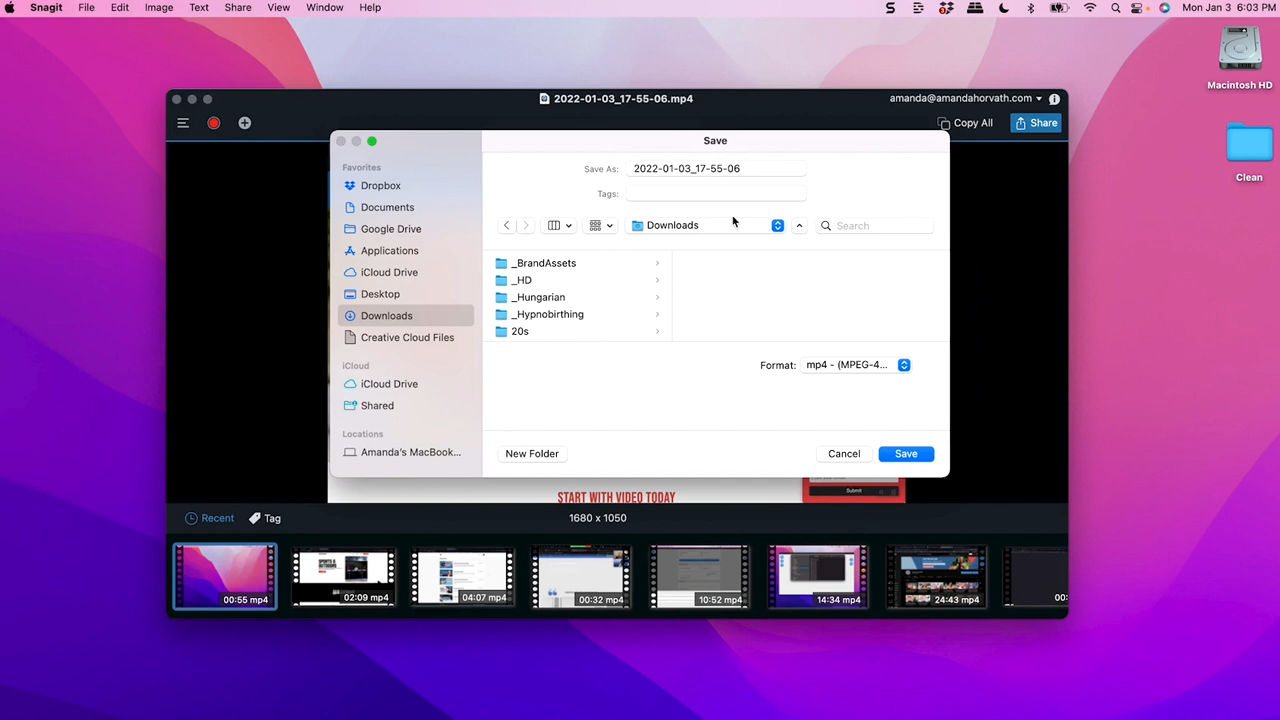 Snagit File Edit Image Text Share View Window Help Mon Jan 3 6:03 PM
Macintosh HD
Clean
2022-01-03_17-55-06.mp4 amanda@amandahorvath.com
Copy All Share
Save
Save As: 2022-01-03_17-55-06
Tags:
Downloads Search
Favorites
Dropbox
Documents
Google Drive
Applications
iCloud Drive
Desktop
Downloads
Creative Cloud Files
iCloud
iCloud Drive
Shared
Locations
Amanda's MacBook...
_BrandAssets
_HD
_Hungarian
_Hypnobirthing
20s
Format: mp4 - (MPEG-4...
New Folder Cancel Save
START WITH VIDEO TODAY Submit
Recent Tag 1680 x 1050
00:55 mp4 02:09 mp4 04:07 mp4 00:32 mp4 10:52 mp4 14:34 mp4 24:43 mp4 00: